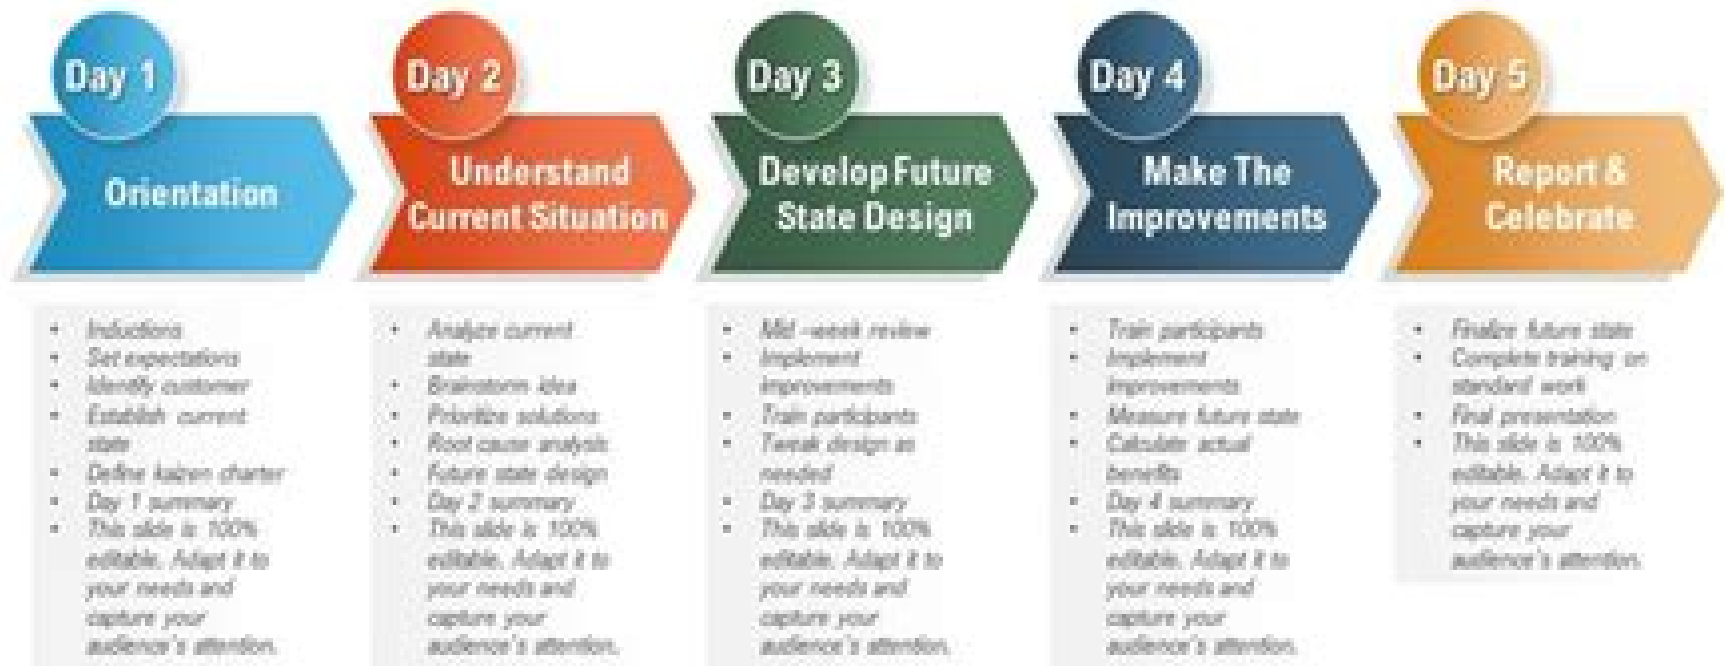 Day 1
Orientation
• Inductions
• Set expectations
• Identify customer
• Establish current
state
• Define kaizen charter
• Day 1 summary
• This slide is 100%
editable. Adapt it to
your needs and
capture your
audience's attention.
Day 2
Understand
Current Situation
• Analyze current
state
• Brainstorm idea
• Prioritize solutions
• Root cause analysis
• Future state design
• Day 2 summary
• This slide is 100%
editable. Adapt it to
your needs and
capture your
audience's attention.
Day 3
Develop Future
State Design
• Mid –week review
• Implement
improvements
• Train participants
• Tweak design as
needed
• Day 3 summary
• This slide is 100%
editable. Adapt it to
your needs and
capture your
audience's attention.
Day 4
Make The
Improvements
• Train participants
• Implement
improvements
• Measure future state
• Calculate actual
benefits
• Day 4 summary
• This slide is 100%
editable. Adapt it to
your needs and
capture your
audience's attention.
Day 5
Report &
Celebrate
• Finalize future state
• Complete training on
standard work
• Final presentation
• This slide is 100%
editable. Adapt it to
your needs and
capture your
audience's attention.